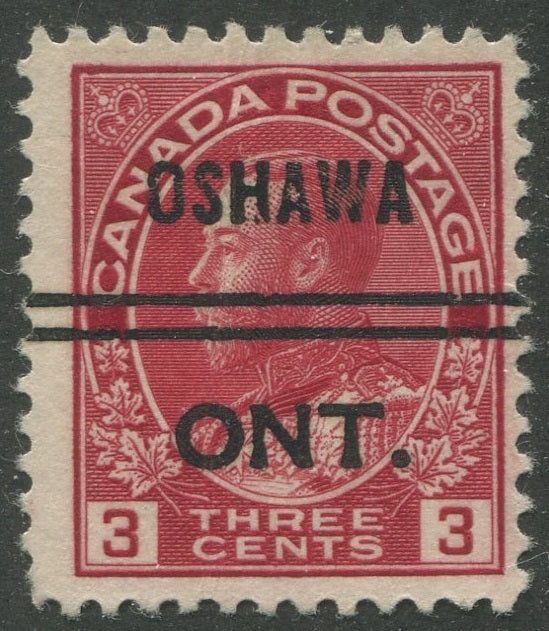 CANADA POSTAGE
OSHAWA
ONT.
3 THREE 3
CENTS